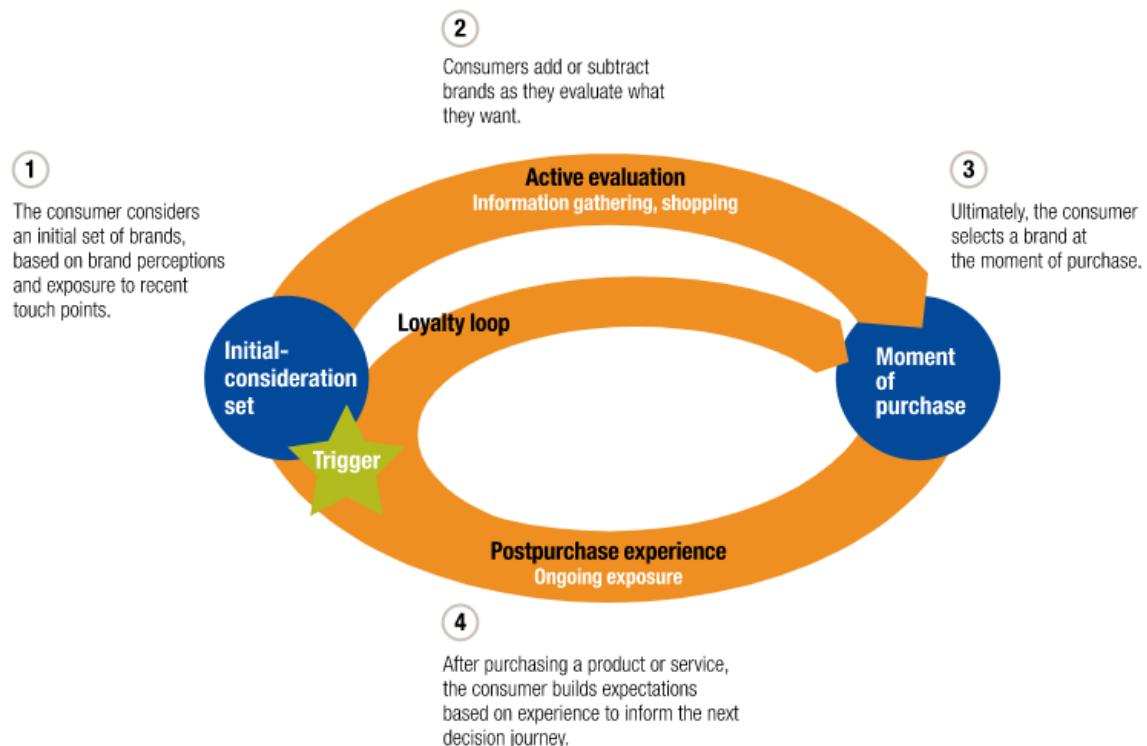 2
Consumers add or subtract
brands as they evaluate what
they want.
1
The consumer considers
an initial set of brands,
based on brand perceptions
and exposure to recent
touch points.
Active evaluation
Information gathering, shopping
3
Ultimately, the consumer
selects a brand at
the moment of purchase.
Loyalty loop
Initial-
consideration
set
Moment
of
purchase
Trigger
Postpurchase experience
Ongoing exposure
4
After purchasing a product or service,
the consumer builds expectations
based on experience to inform the next
decision journey.